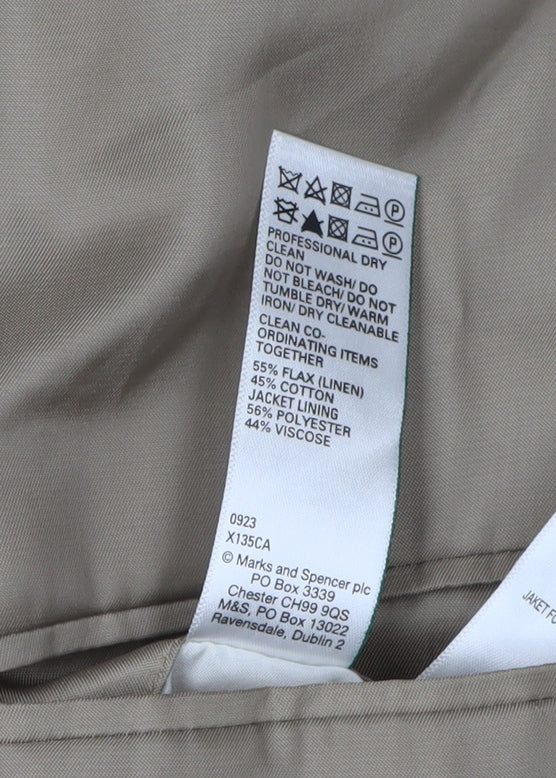 PROFESSIONAL DRY
CLEAN
DO NOT WASH/ DO
NOT BLEACH/ DO NOT
TUMBLE DRY/ WARM
IRON/ DRY CLEANABLE
CLEAN CO-
ORDINATING ITEMS
TOGETHER
55% FLAX (LINEN)
45% COTTON
JACKET LINING
56% POLYESTER
44% VISCOSE
0923
X135CA
© Marks and Spencer plc
PO Box 3339
Chester CH99 9QS
M&S, PO Box 13022
Ravensdale, Dublin 2
JAKET FO